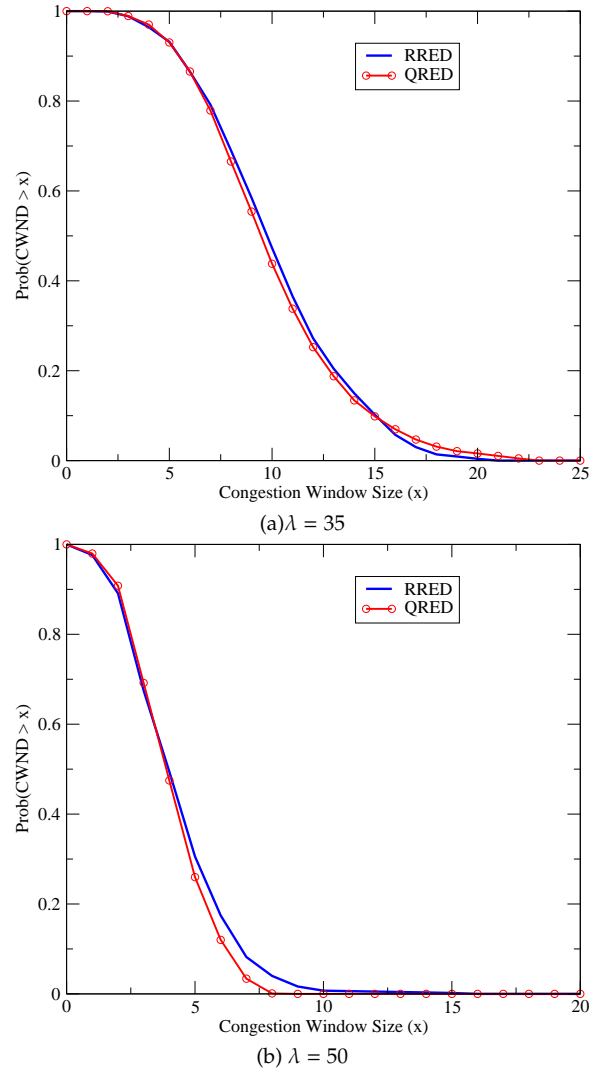 1
0.8
0.6
0.4
0.2
0
Prob(CWND > x)
RRED
QRED
0 5 10 15 20 25
Congestion Window Size (x)
(a)λ = 35
1
0.8
0.6
0.4
0.2
0
Prob(CWND > x)
RRED
QRED
0 5 10 15 20
Congestion Window Size (x)
(b) λ = 50